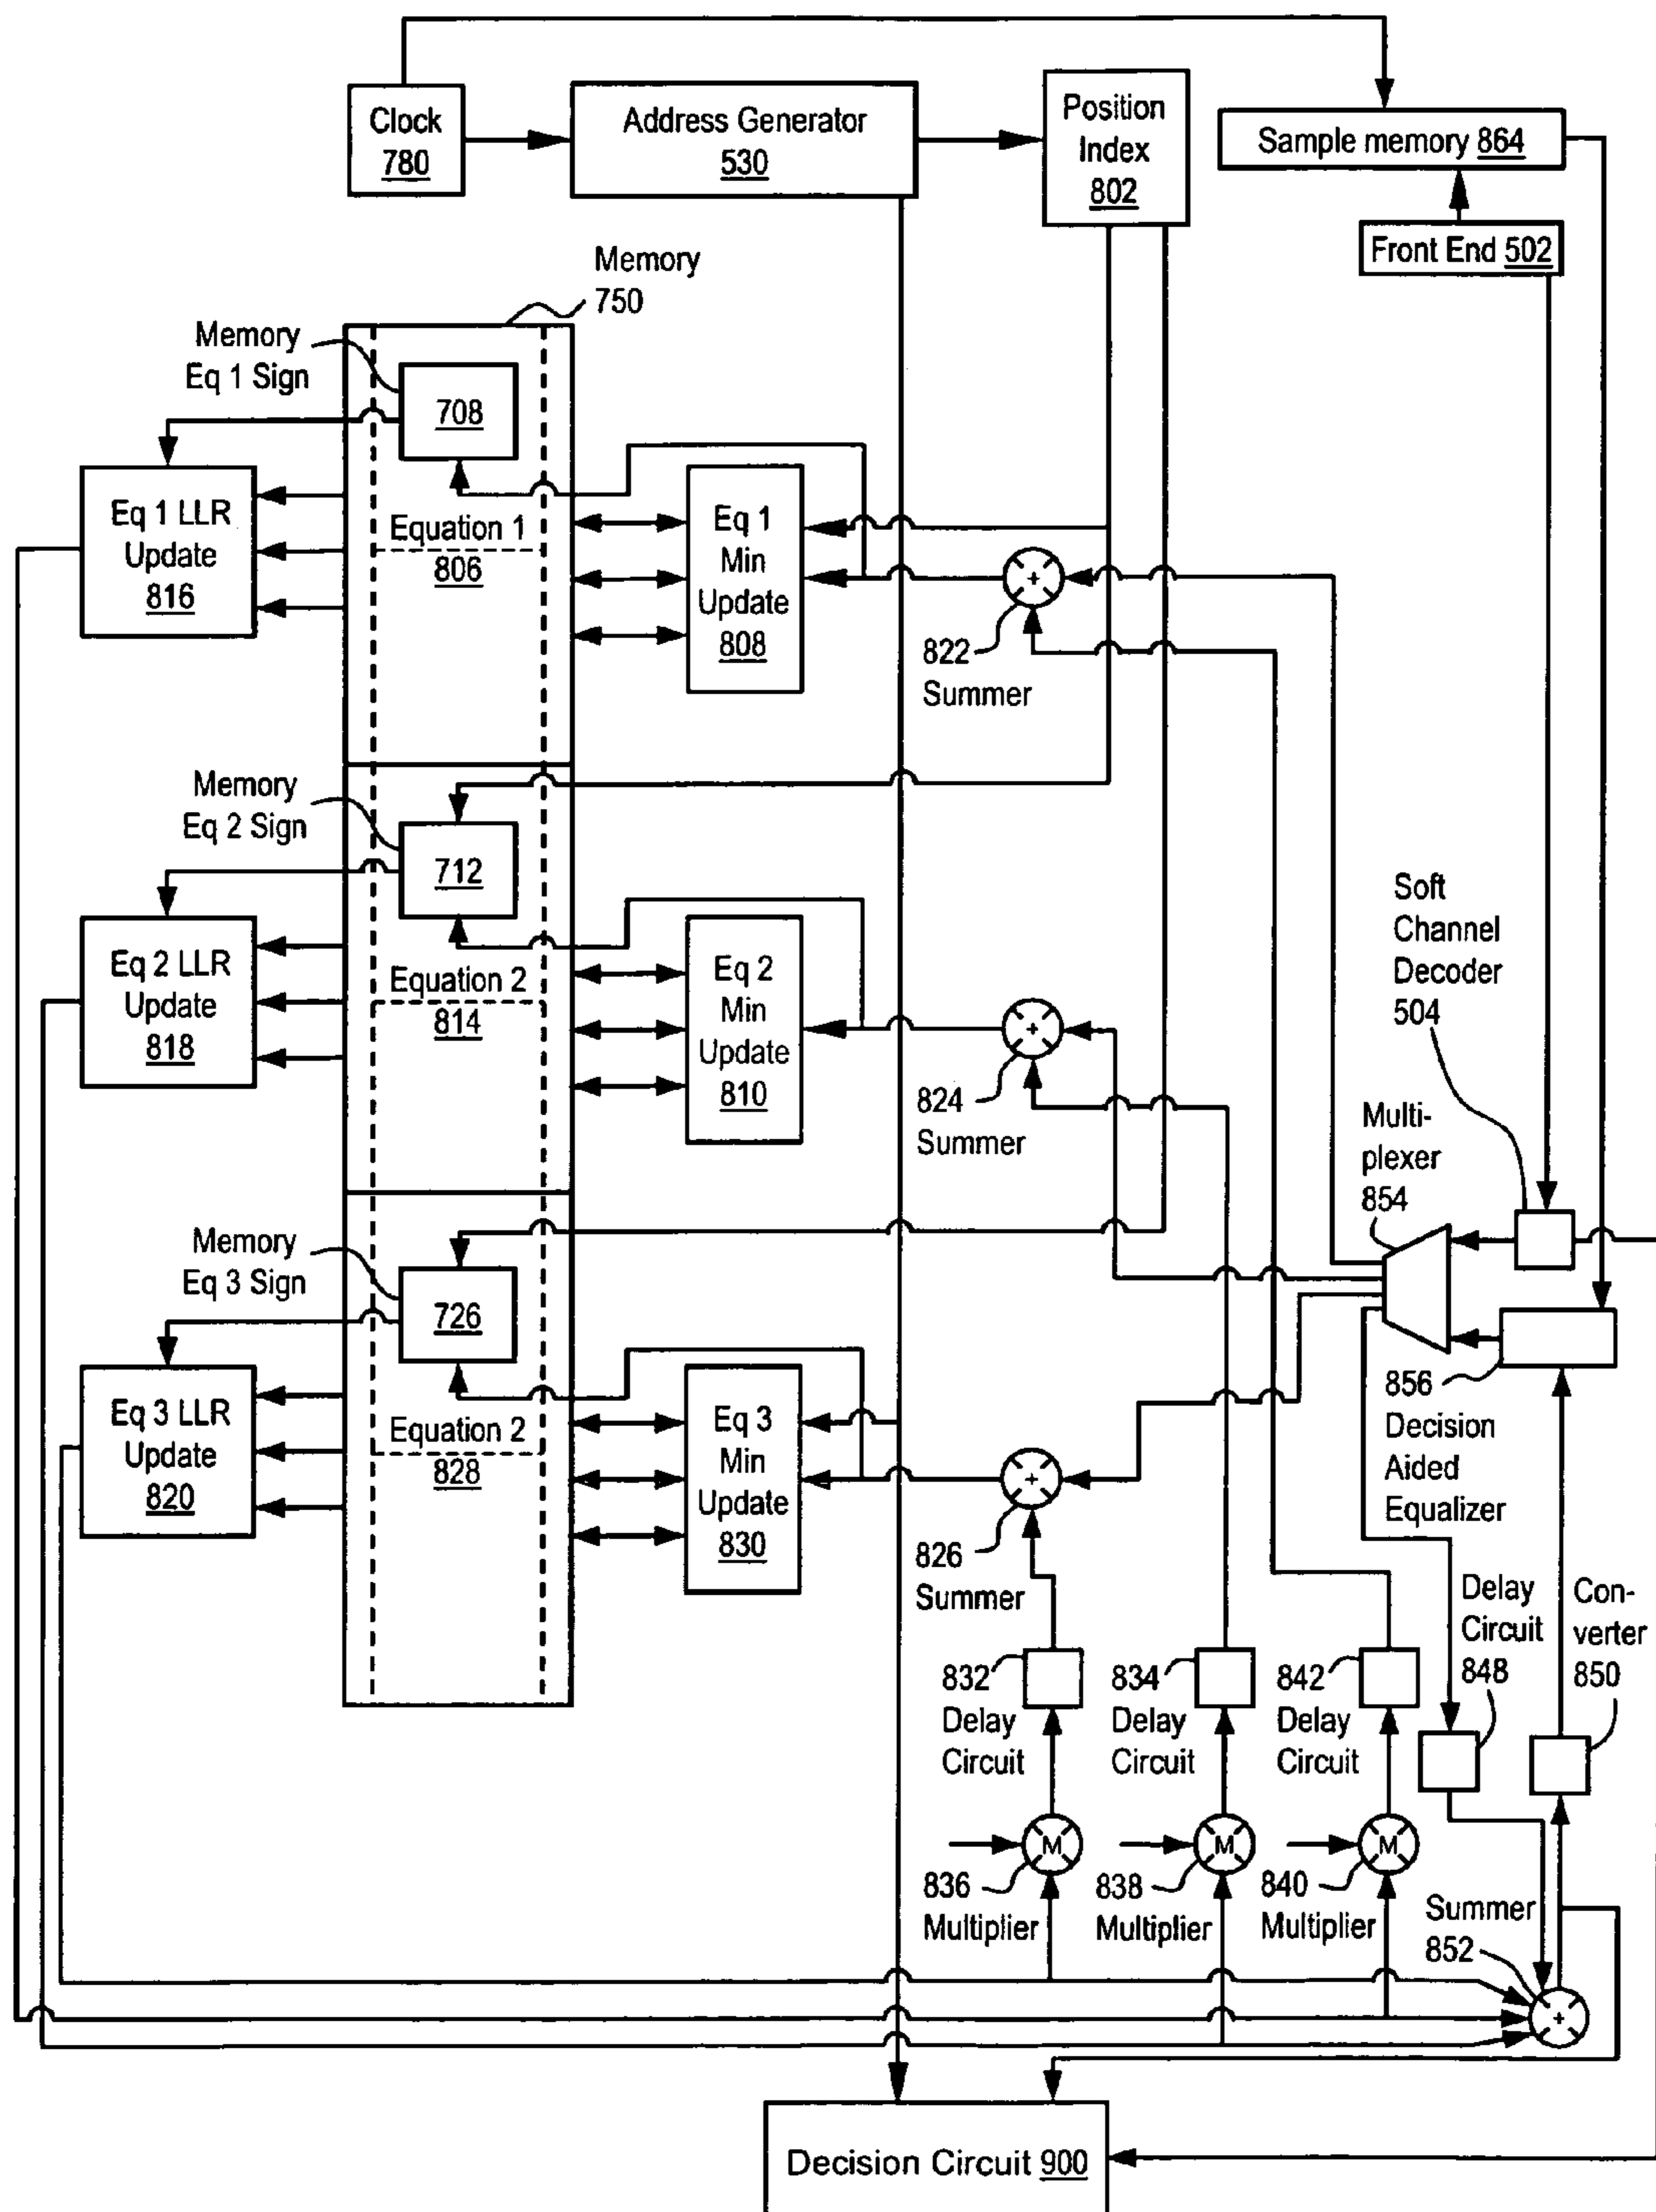 Clock
780
Address Generator
530
Position
Index
802
Sample memory 864
Front End 502
Memory
750
Memory
Eq 1 Sign
708
Eq 1 LLR
Update
816
Equation 1
806
Eq 1
Min
Update
808
+
822
Summer
Memory
Eq 2 Sign
712
Eq 2 LLR
Update
818
Equation 2
814
Eq 2
Min
Update
810
+
824
Summer
Soft
Channel
Decoder
504
Multi-
plexer
854
Memory
Eq 3 Sign
726
Eq 3 LLR
Update
820
Equation 2
828
Eq 3
Min
Update
830
+
826
Summer
856
Decision
Aided
Equalizer
832
Delay
Circuit
834
Delay
Circuit
842
Delay
Circuit
Delay
Circuit
848
Con-
verter
850
M
836
Multiplier
M
838
Multiplier
M
840
Multiplier
Summer
852
+
Decision Circuit 900